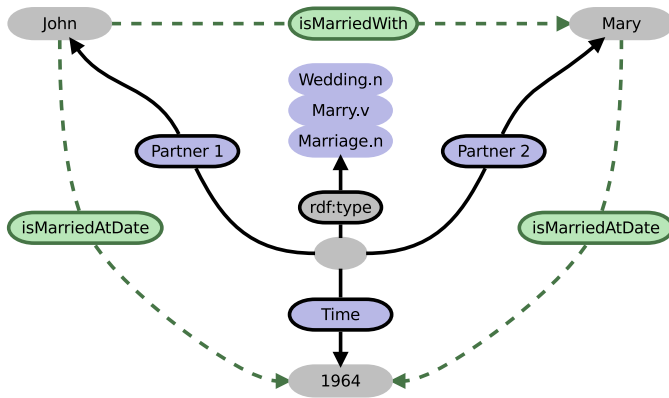 John
isMarriedWith
Mary
Wedding.n
Marry.v
Marriage.n
Partner 1
Partner 2
rdf:type
isMarriedAtDate
isMarriedAtDate
Time
1964